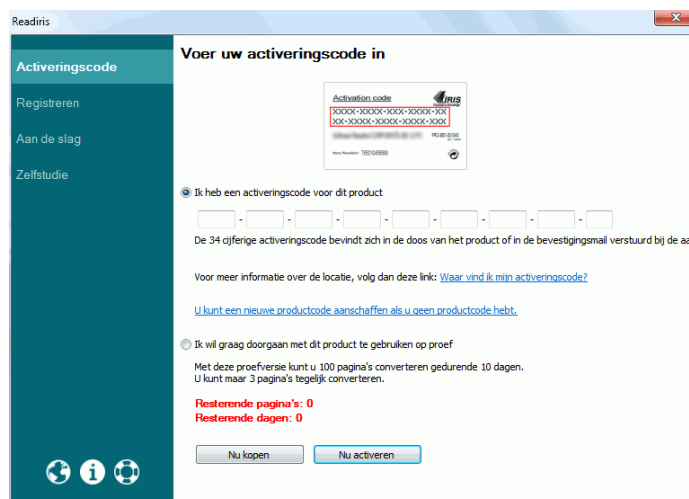 Readiris
Activeringscode
Registreren
Aan de slag
Zelfstudie
Voer uw activeringscode in
Activation code
IRIS
XXXX-XXXX-XXXX-XXXX-XX
XX-XXXX-XXXX-XXXX-XXX
Ik heb een activeringscode voor dit product
- - - - - - - -
De 34 cijferige activeringscode bevindt zich in de doos van het product of in de bevestigingsmail verstuurd bij de aa
Voor meer informatie over de locatie, volg dan deze link: Waar vind ik mijn activeringscode?
U kunt een nieuwe productcode aanschaffen als u geen productcode hebt.
Ik wil graag doorgaan met dit product te gebruiken op proef
Met deze proefversie kunt u 100 pagina's converteren gedurende 10 dagen.
U kunt maar 3 pagina's tegelijk converteren.
Resterende pagina's: 0
Resterende dagen: 0
Nu kopen
Nu activeren